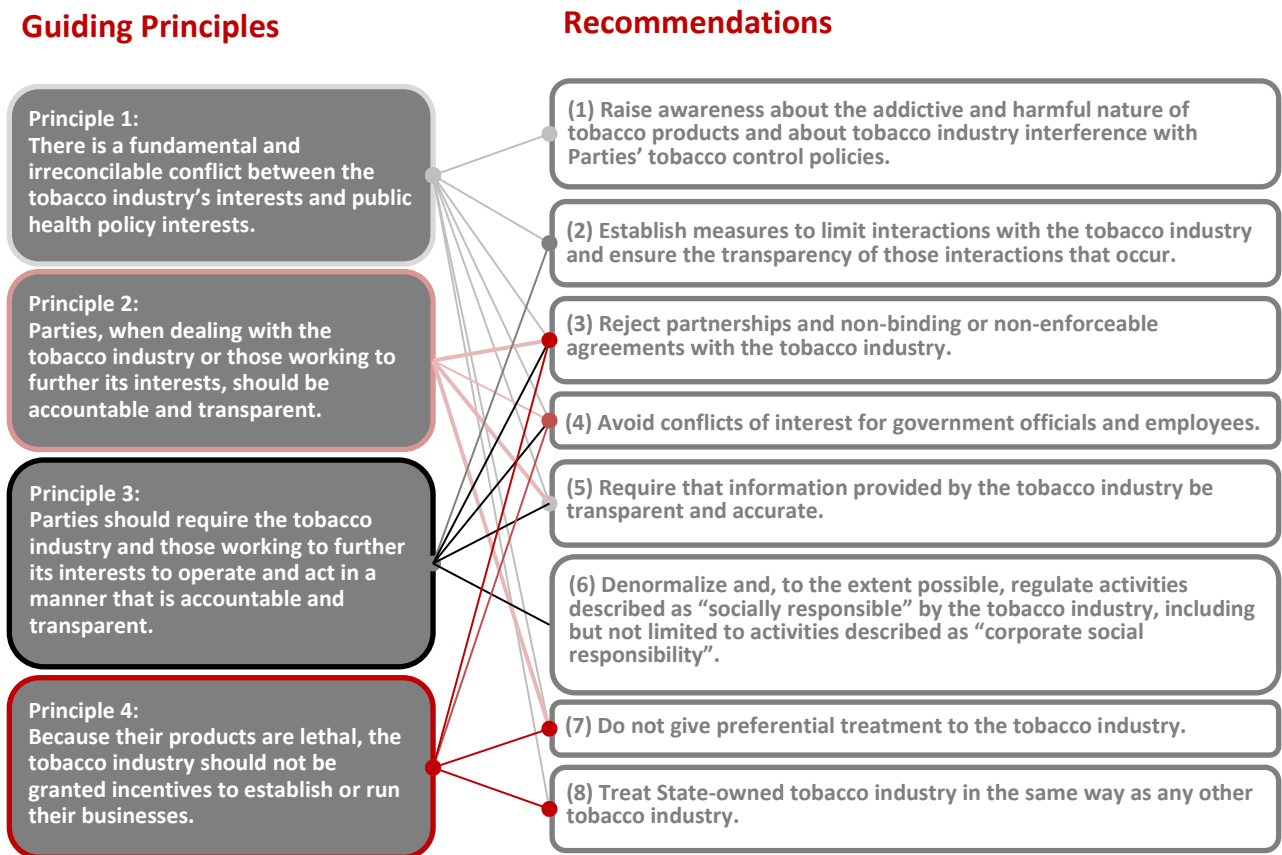 Guiding Principles
Recommendations
Principle 1:
There is a fundamental and
irreconcilable conflict between the
tobacco industry’s interests and public
health policy interests.
Principle 2:
Parties, when dealing with the
tobacco industry or those working to
further its interests, should be
accountable and transparent.
Principle 3:
Parties should require the tobacco
industry and those working to further
its interests to operate and act in a
manner that is accountable and
transparent.
Principle 4:
Because their products are lethal, the
tobacco industry should not be
granted incentives to establish or run
their businesses.
(1) Raise awareness about the addictive and harmful nature of
tobacco products and about tobacco industry interference with
Parties’ tobacco control policies.
(2) Establish measures to limit interactions with the tobacco industry
and ensure the transparency of those interactions that occur.
(3) Reject partnerships and non-binding or non-enforceable
agreements with the tobacco industry.
(4) Avoid conflicts of interest for government officials and employees.
(5) Require that information provided by the tobacco industry be
transparent and accurate.
(6) Denormalize and, to the extent possible, regulate activities
described as “socially responsible” by the tobacco industry, including
but not limited to activities described as “corporate social
responsibility”.
(7) Do not give preferential treatment to the tobacco industry.
(8) Treat State-owned tobacco industry in the same way as any other
tobacco industry.